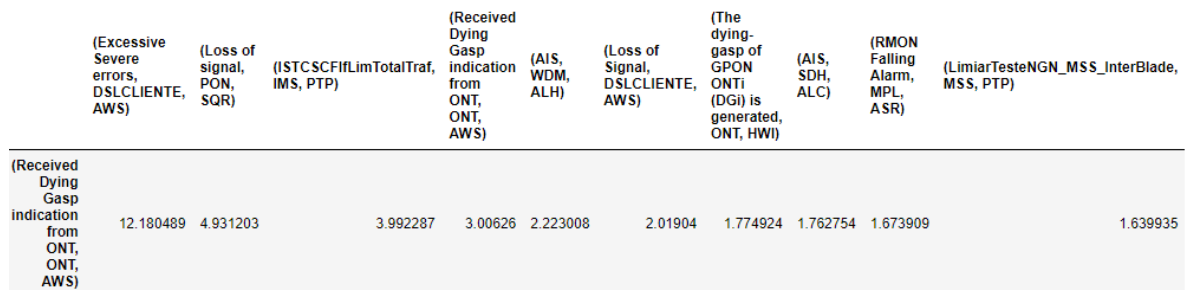 (Excessive
Severe
errors,
DSLCLIENTE,
AWS)
(Loss of
signal,
PON,
SQR)
(ISTCSCFIfLimTotalTraf,
IMS, PTP)
(Received
Dying
Gasp
indication
from
ONT,
ONT,
AWS)
(AIS,
WDM,
ALH)
(Loss of
Signal,
DSLCLIENTE,
AWS)
(The
dying-
gasp of
GPON
ONTi
(DGi) is
generated,
ONT, HWI)
(AIS,
SDH,
ALC)
(RMON
Falling
Alarm,
MPL,
ASR)
(LimiarTesteNGN_MSS_InterBlade,
MSS, PTP)
(Received
Dying
Gasp
indication
from
ONT,
ONT,
AWS)
12.180489 4.931203 3.992287 3.00626 2.223008 2.01904 1.774924 1.762754 1.673909 1.639935